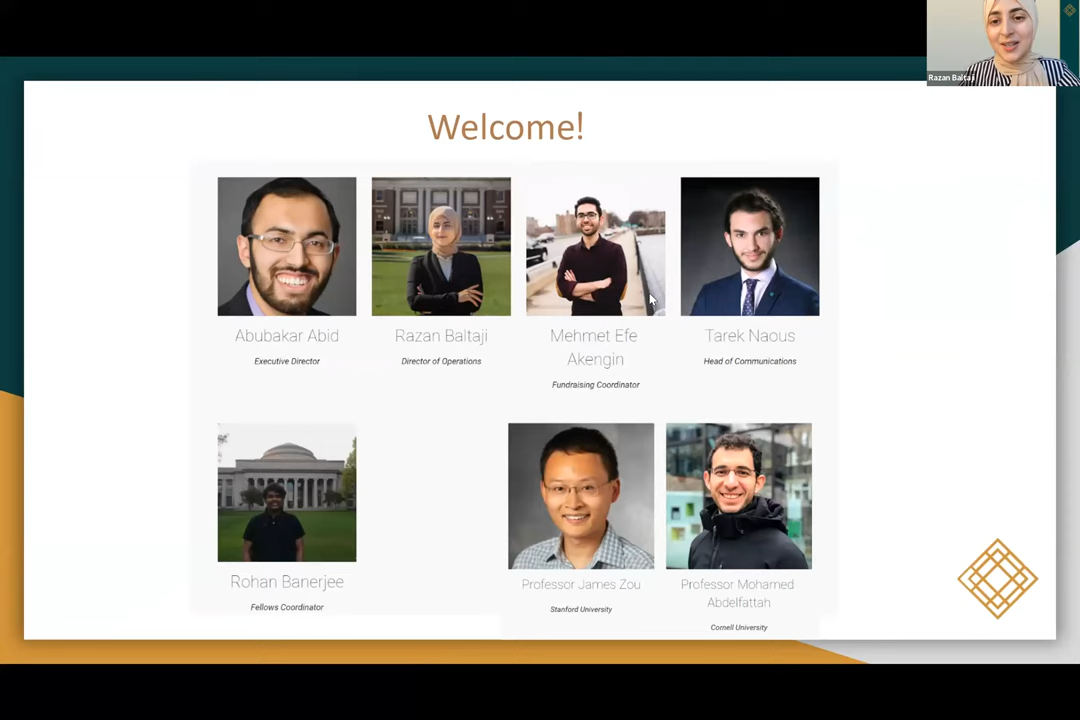 Razan Baltaji
Welcome!
Abubakar Abid
Executive Director
Razan Baltaji
Director of Operations
Mehmet Efe
Akengin
Fundraising Coordinator
Tarek Naous
Head of Communications
Rohan Banerjee
Fellows Coordinator
Professor James Zou
Stanford University
Professor Mohamed
Abdelfattah
Cornell University